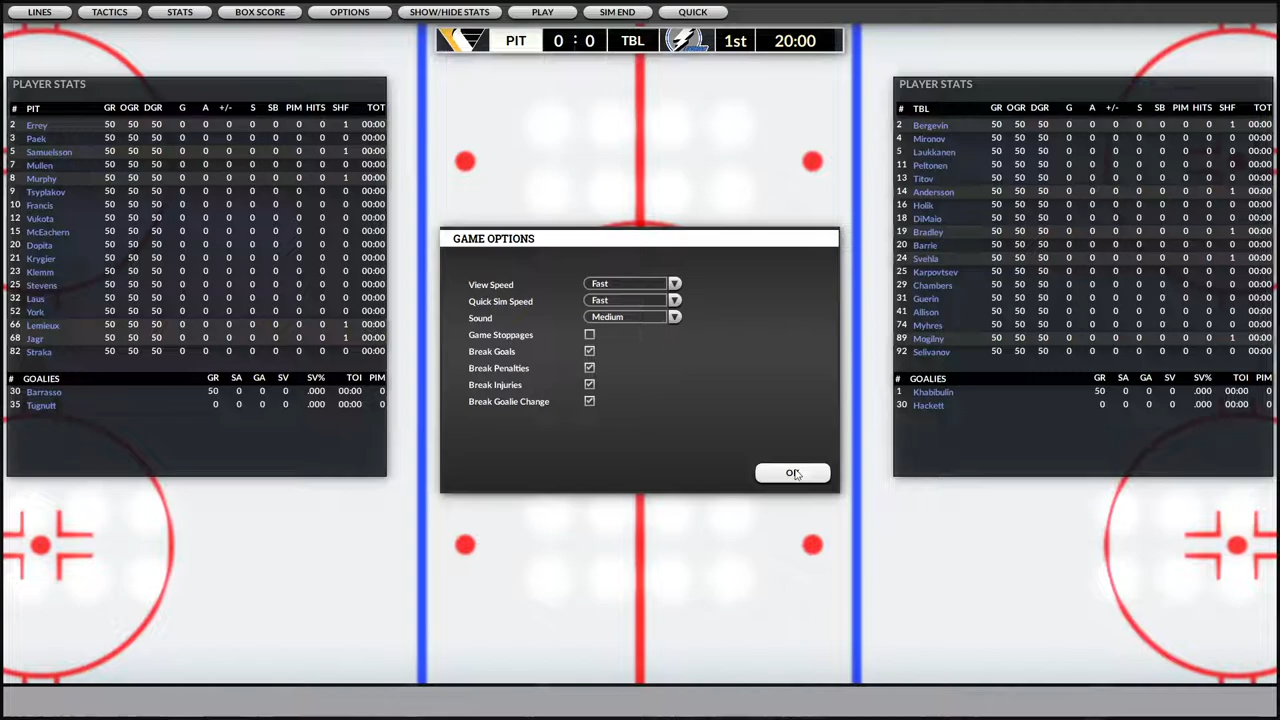 LINES TACTICS STATS BOX SCORE OPTIONS SHOW/HIDE STATS PLAY SIM END QUICK
PIT 0 : 0 TBL 1st 20:00
PLAYER STATS
# PIT GR OGR DGR G A +/- S SB PIM HITS SHF TOT
2 Errey 50 50 50 0 0 0 0 0 0 0 1 00:00
3 Paek 50 50 50 0 0 0 0 0 0 0 0 00:00
5 Samuelsson 50 50 50 0 0 0 0 0 0 0 1 00:00
7 Mullen 50 50 50 0 0 0 0 0 0 0 0 00:00
8 Murphy 50 50 50 0 0 0 0 0 0 0 1 00:00
9 Tsyplakov 50 50 50 0 0 0 0 0 0 0 0 00:00
10 Francis 50 50 50 0 0 0 0 0 0 0 0 00:00
12 Vukota 50 50 50 0 0 0 0 0 0 0 0 00:00
15 McEachern 50 50 50 0 0 0 0 0 0 0 0 00:00
20 Dopita 50 50 50 0 0 0 0 0 0 0 0 00:00
21 Krygier 50 50 50 0 0 0 0 0 0 0 0 00:00
23 Klemm 50 50 50 0 0 0 0 0 0 0 0 00:00
25 Stevens 50 50 50 0 0 0 0 0 0 0 0 00:00
32 Laus 50 50 50 0 0 0 0 0 0 0 0 00:00
52 York 50 50 50 0 0 0 0 0 0 0 0 00:00
66 Lemieux 50 50 50 0 0 0 0 0 0 0 1 00:00
68 Jagr 50 50 50 0 0 0 0 0 0 0 1 00:00
82 Straka 50 50 50 0 0 0 0 0 0 0 0 00:00
# GOALIES GR SA GA SV SV% TOI PIM
30 Barrasso 50 0 0 0 .000 00:00 0
35 Tugnutt 0 0 0 0 .000 00:00 0
GAME OPTIONS
View Speed Fast
Quick Sim Speed Fast
Sound Medium
Game Stoppages
Break Goals
Break Penalties
Break Injuries
Break Goalie Change
OK
PLAYER STATS
# TBL GR OGR DGR G A +/- S SB PIM HITS SHF TOT
2 Bergevin 50 50 50 0 0 0 0 0 0 0 1 00:00
4 Mironov 50 50 50 0 0 0 0 0 0 0 0 00:00
5 Laukkanen 50 50 50 0 0 0 0 0 0 0 0 00:00
11 Peltonen 50 50 50 0 0 0 0 0 0 0 0 00:00
13 Titov 50 50 50 0 0 0 0 0 0 0 0 00:00
14 Andersson 50 50 50 0 0 0 0 0 0 0 1 00:00
16 Holik 50 50 50 0 0 0 0 0 0 0 0 00:00
18 DiMaio 50 50 50 0 0 0 0 0 0 0 0 00:00
19 Bradley 50 50 50 0 0 0 0 0 0 0 1 00:00
20 Barrie 50 50 50 0 0 0 0 0 0 0 0 00:00
24 Svehla 50 50 50 0 0 0 0 0 0 0 1 00:00
25 Karpovtsev 50 50 50 0 0 0 0 0 0 0 0 00:00
29 Chambers 50 50 50 0 0 0 0 0 0 0 0 00:00
31 Guerin 50 50 50 0 0 0 0 0 0 0 0 00:00
41 Allison 50 50 50 0 0 0 0 0 0 0 0 00:00
74 Myhres 50 50 50 0 0 0 0 0 0 0 0 00:00
89 Mogilny 50 50 50 0 0 0 0 0 0 0 1 00:00
92 Selivanov 50 50 50 0 0 0 0 0 0 0 0 00:00
# GOALIES GR SA GA SV SV% TOI PIM
1 Khabibulin 50 0 0 0 .000 00:00 0
30 Hackett 0 0 0 0 .000 00:00 0